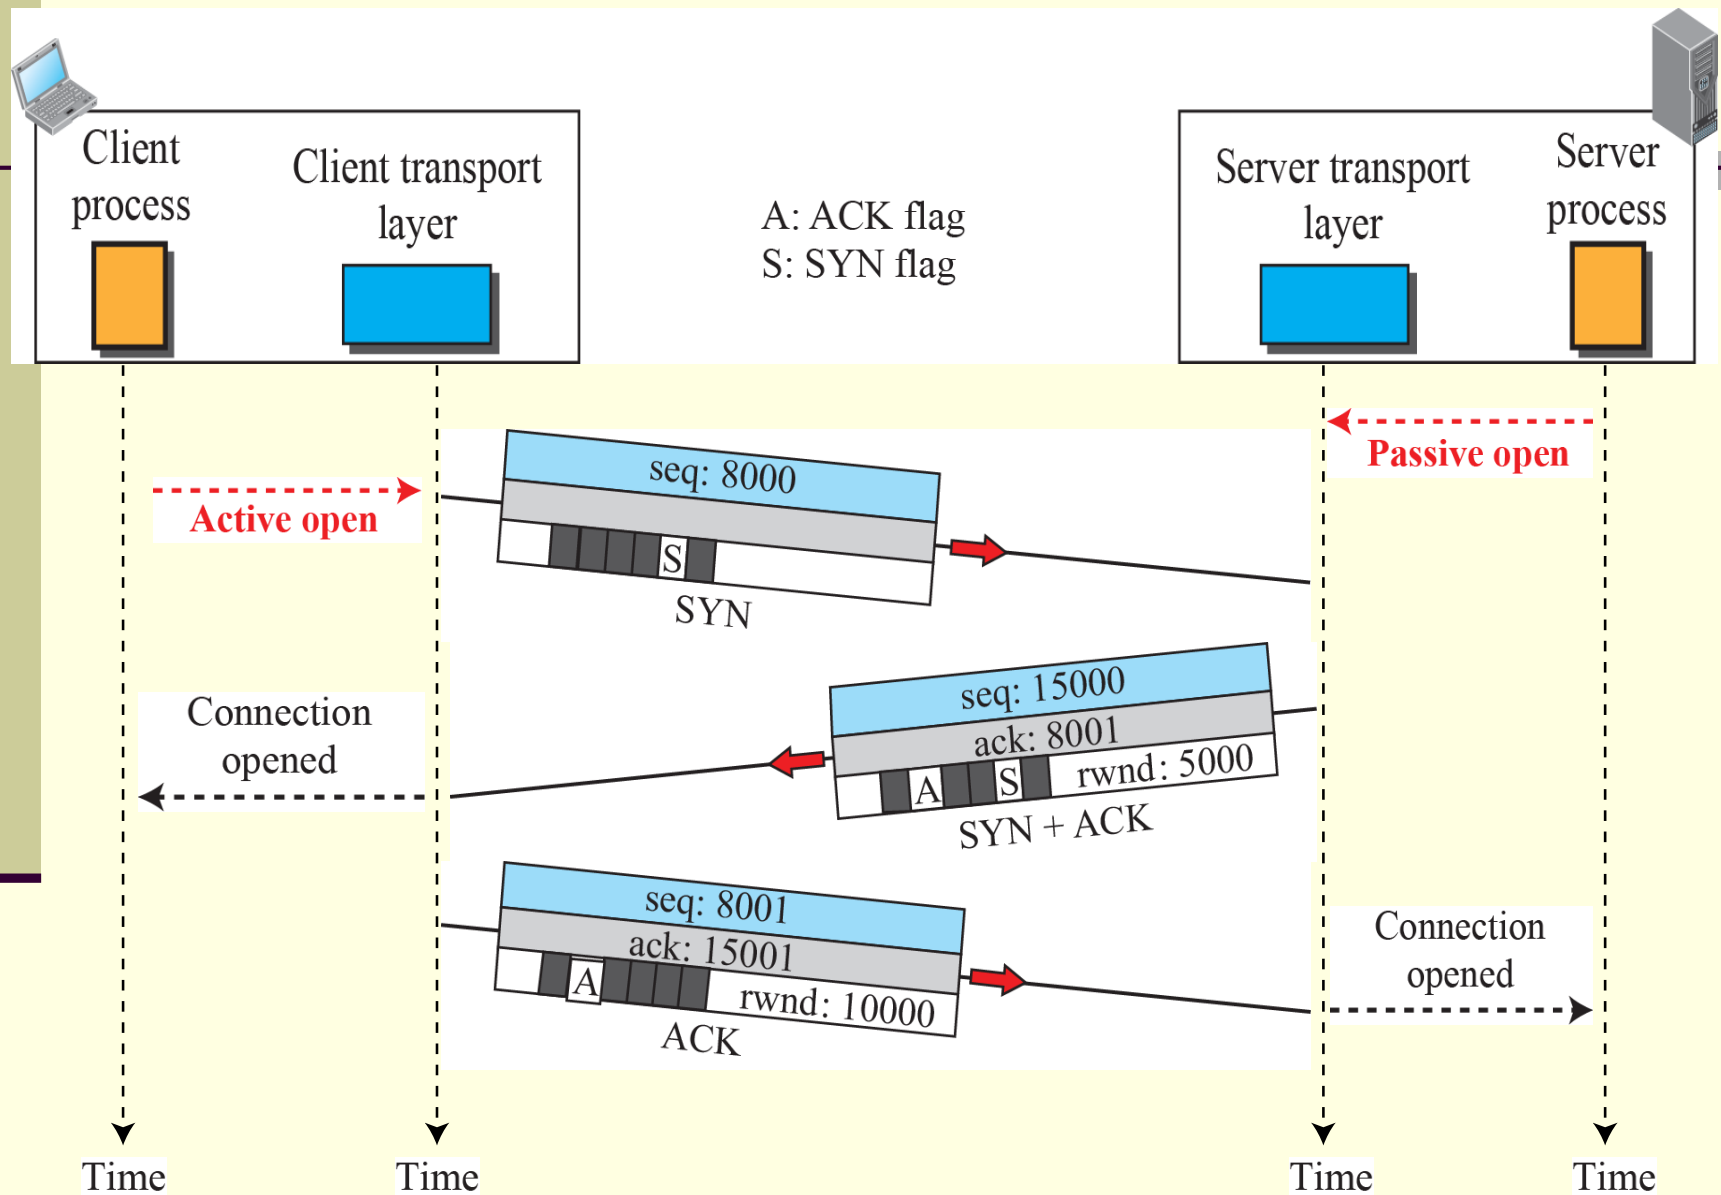 Client
process
Client transport
layer
A: ACK flag
S: SYN flag
Server transport
layer
Server
process
Passive open
Active open
seq: 8000
S
SYN
seq: 15000
ack: 8001
A
S
rwnd: 5000
SYN + ACK
Connection
opened
seq: 8001
ack: 15001
A
rwnd: 10000
ACK
Connection
opened
Time
Time
Time
Time